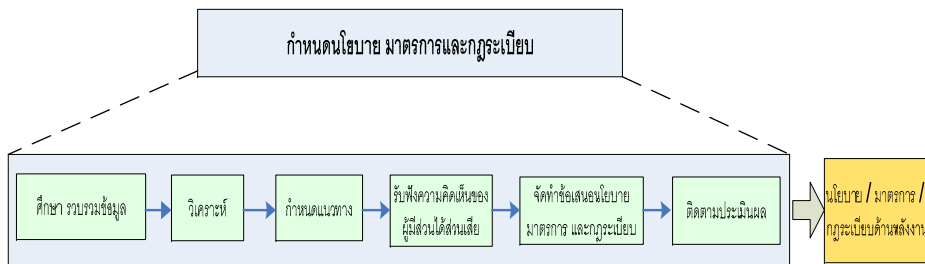 กำหนดนโยบาย มาตรการและกฎระเบียบ
ศึกษา รวบรวมข้อมูล
วิเคราะห์
กำหนดแนวทาง
รับฟังความคิดเห็นของ
ผู้มีส่วนได้ส่วนเสีย
จัดทำข้อเสนอนโยบาย
มาตรการ และกฎระเบียบ
ติดตามประเมินผล
นโยบาย / มาตรการ /
กฎระเบียบด้านพลังงาน